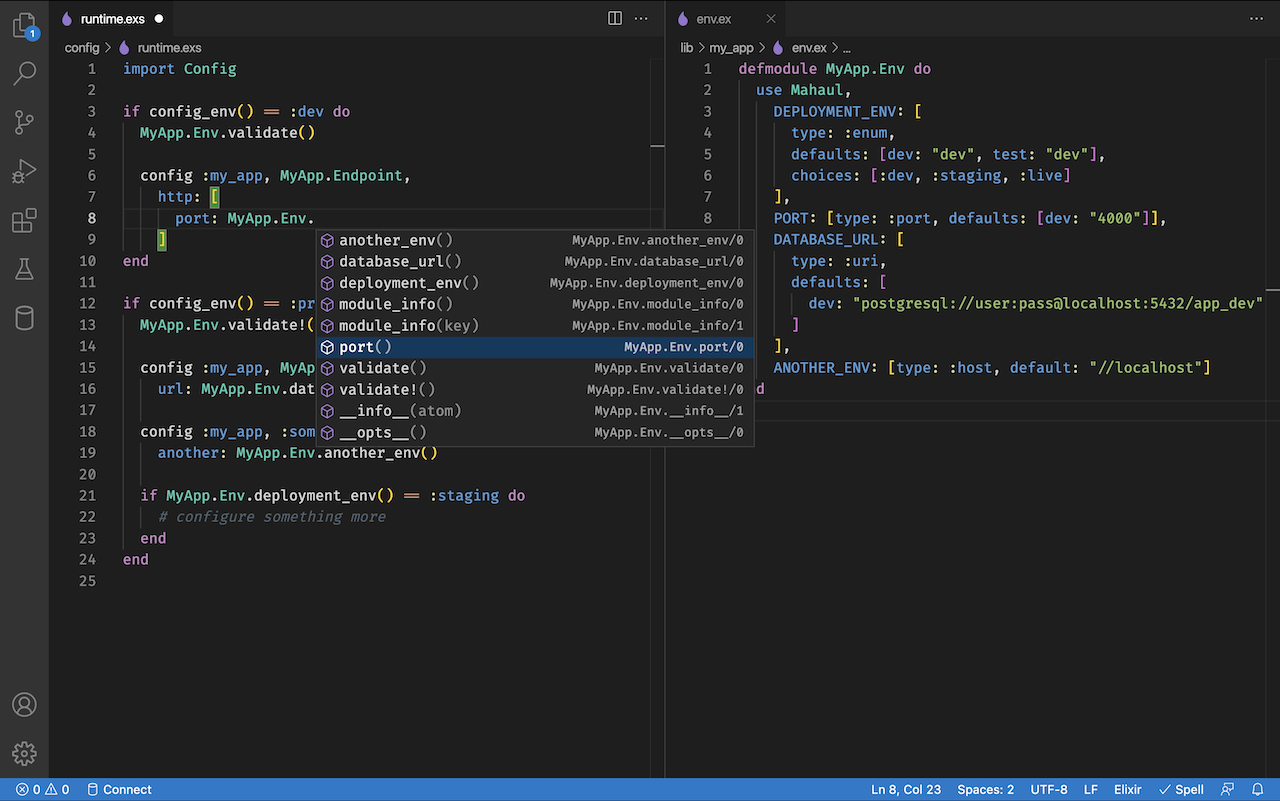 1
runtime.exs
config > runtime.exs
1 import Config
2
3 if config_env() == :dev do
4 MyApp.Env.validate()
5
6 config :my_app, MyApp.Endpoint,
7 http: [
8 port: MyApp.Env.
9 ]
10 end
11
12 if config_env() == :pr
13 MyApp.Env.validate!(
14
15 config :my_app, MyAp
16 url: MyApp.Env.dat
17
18 config :my_app, :som
19 another: MyApp.Env.another_env()
20
21 if MyApp.Env.deployment_env() == :staging do
22 # configure something more
23 end
24 end
25
another_env() MyApp.Env.another_env/0
database_url() MyApp.Env.database_url/0
deployment_env() MyApp.Env.deployment_env/0
module_info() MyApp.Env.module_info/0
module_info(key) MyApp.Env.module_info/1
port() MyApp.Env.port/0
validate() MyApp.Env.validate/0
validate!() MyApp.Env.validate!/0
__info__(atom) MyApp.Env.__info__/1
__opts__() MyApp.Env.__opts__/0
env.ex
lib > my_app > env.ex > ...
1 defmodule MyApp.Env do
2 use Mahaul,
3 DEPLOYMENT_ENV: [
4 type: :enum,
5 defaults: [dev: "dev", test: "dev"],
6 choices: [:dev, :staging, :live]
7 ],
8 PORT: [type: :port, defaults: [dev: "4000"]],
DATABASE_URL: [
type: :uri,
defaults: [
dev: "postgresql://user:pass@localhost:5432/app_dev"
]
],
ANOTHER_ENV: [type: :host, default: "//localhost"]
d
0 0 Connect Ln 8, Col 23 Spaces: 2 UTF-8 LF Elixir Spell